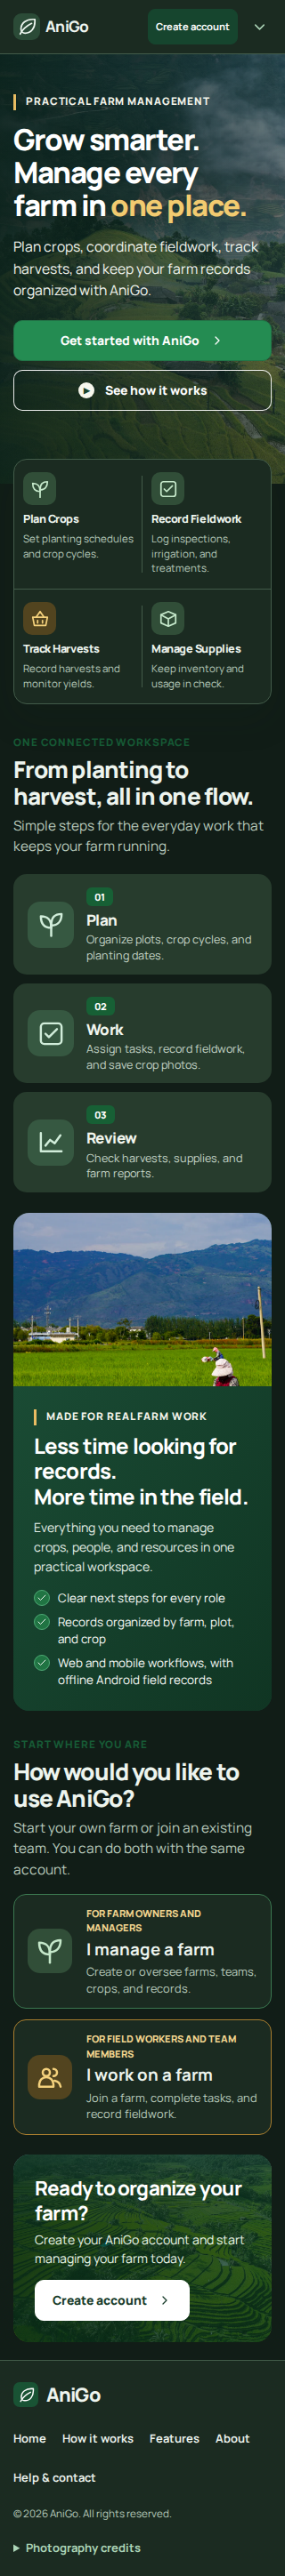 AniGo
Create account
PRACTICAL FARM MANAGEMENT
Grow smarter.
Manage every
farm in one place.
Plan crops, coordinate fieldwork, track
harvests, and keep your farm records
organized with AniGo.
Get started with AniGo
See how it works
Plan Crops
Set planting schedules
and crop cycles.
Record Fieldwork
Log inspections,
irrigation, and
treatments.
Track Harvests
Record harvests and
monitor yields.
Manage Supplies
Keep inventory and
usage in check.
ONE CONNECTED WORKSPACE
From planting to
harvest, all in one flow.
Simple steps for the everyday work that
keeps your farm running.
01
Plan
Organize plots, crop cycles, and
planting dates.
02
Work
Assign tasks, record fieldwork,
and save crop photos.
03
Review
Check harvests, supplies, and
farm reports.
MADE FOR REAL FARM WORK
Less time looking for
records.
More time in the field.
Everything you need to manage
crops, people, and resources in one
practical workspace.
Clear next steps for every role
Records organized by farm, plot,
and crop
Web and mobile workflows, with
offline Android field records
START WHERE YOU ARE
How would you like to
use AniGo?
Start your own farm or join an existing
team. You can do both with the same
account.
FOR FARM OWNERS AND
MANAGERS
I manage a farm
Create or oversee farms, teams,
crops, and records.
FOR FIELD WORKERS AND TEAM
MEMBERS
I work on a farm
Join a farm, complete tasks, and
record fieldwork.
Ready to organize your
farm?
Create your AniGo account and start
managing your farm today.
Create account
AniGo
Home How it works Features About
Help & contact
© 2026 AniGo. All rights reserved.
Photography credits